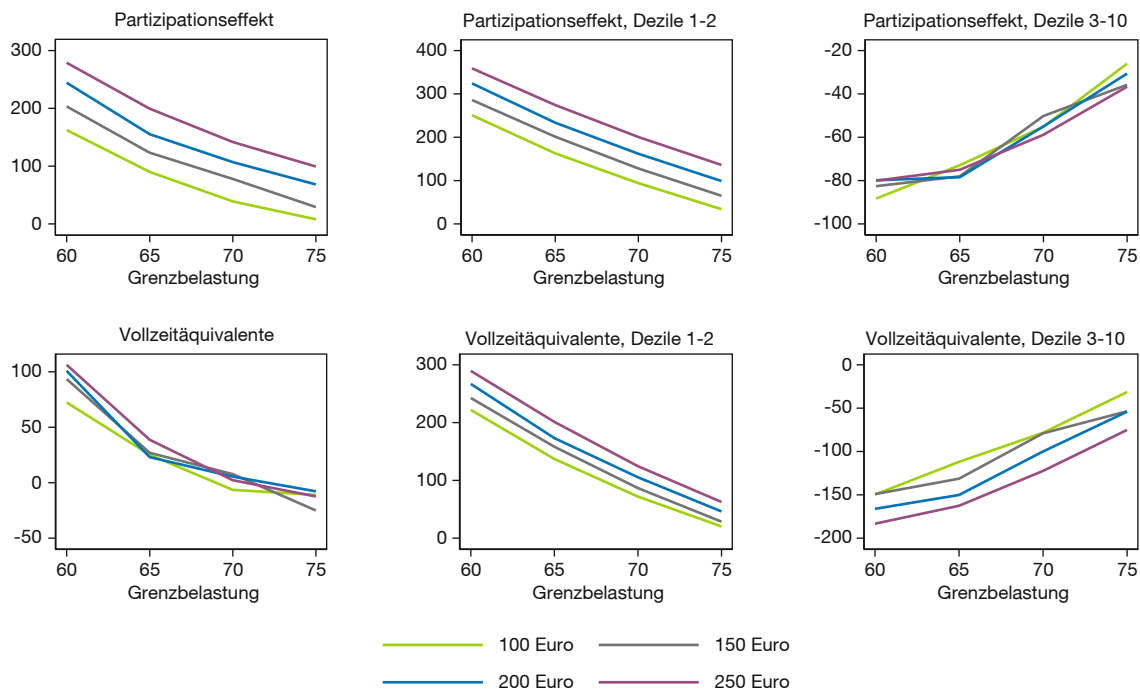 Partizipationseffekt
300
200
100
0
60 65 70 75
Grenzbelastung
Partizipationseffekt, Dezile 1-2
400
300
200
100
0
60 65 70 75
Grenzbelastung
Partizipationseffekt, Dezile 3-10
-20
-40
-60
-80
-100
60 65 70 75
Grenzbelastung
Vollzeitäquivalente
100
50
0
-50
60 65 70 75
Grenzbelastung
Vollzeitäquivalente, Dezile 1-2
300
200
100
0
60 65 70 75
Grenzbelastung
Vollzeitäquivalente, Dezile 3-10
0
-50
-100
-150
-200
60 65 70 75
Grenzbelastung
100 Euro
150 Euro
200 Euro
250 Euro